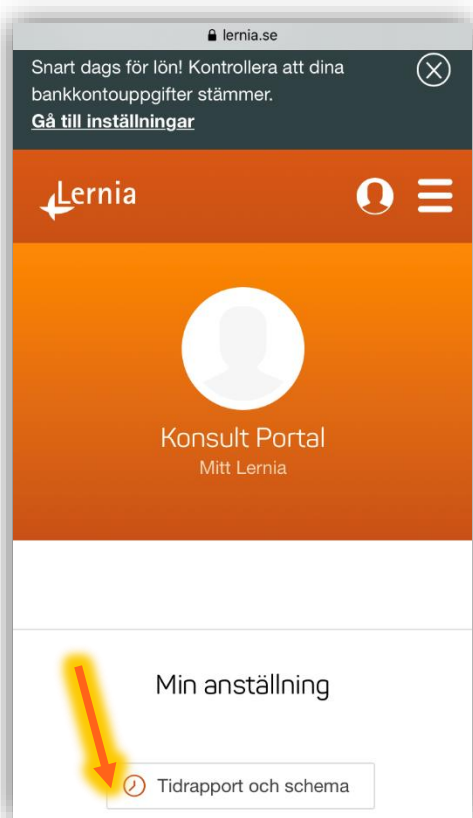 lernia.se
Snart dags för lön! Kontrollera att dina
bankkontouppgifter stämmer.
Gå till inställningar
Lernia
Konsult Portal
Mitt Lernia
Min anställning
Tidrapport och schema